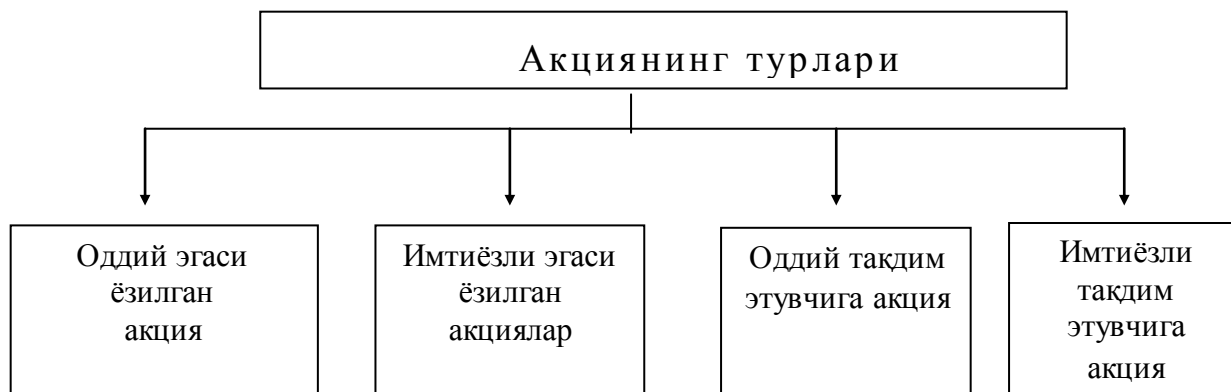 Акциянинг турлари
Оддий эгаси
ёзилган
акция
Имтиёзли эгаси
ёзилган
акциялар
Оддий тақдим
этувчига акция
Имтиёзли
тақдим
этувчига
акция